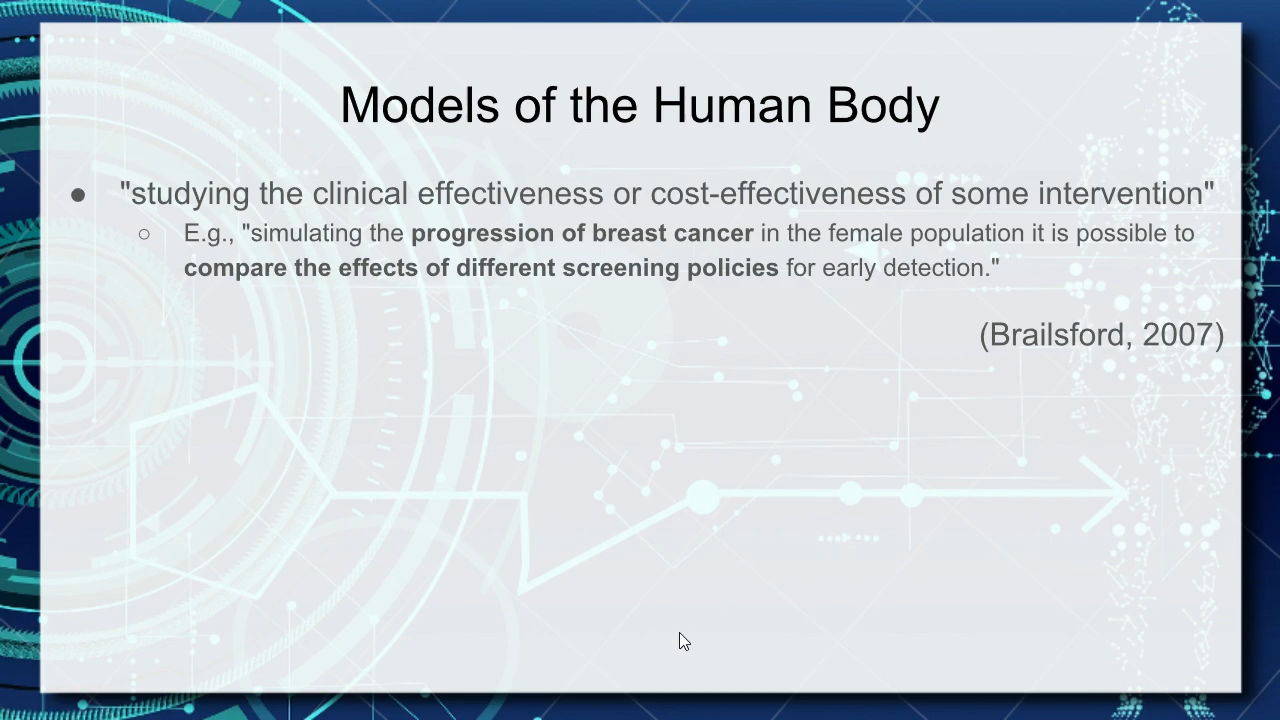 Models of the Human Body
● "studying the clinical effectiveness or cost-effectiveness of some intervention"
○ E.g., "simulating the progression of breast cancer in the female population it is possible to
compare the effects of different screening policies for early detection."
(Brailsford, 2007)